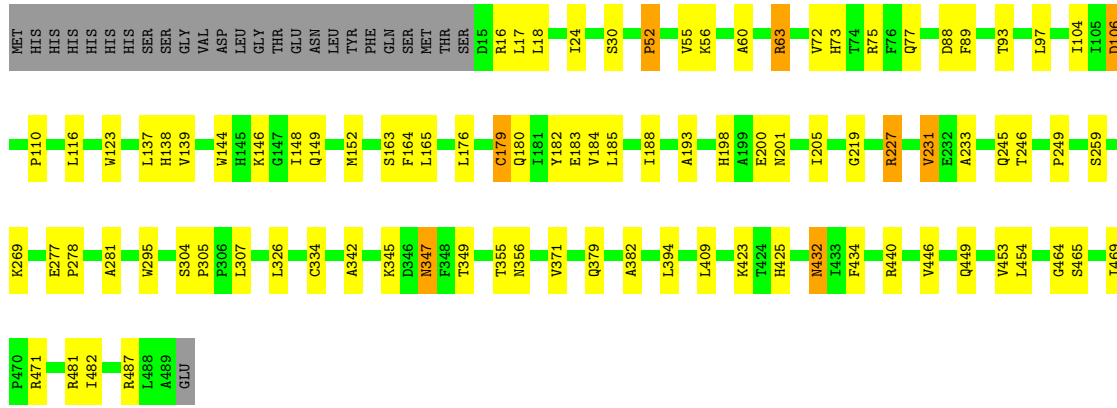 MET HIS HIS HIS HIS HIS HIS SER SER GLY VAL ASP LEU GLY THR GLU ASN LEU TYR PHE GLN SER MET THR SER D15 R16 L17 L18 I24 S30 P52 V55 K56 A60 R63 V72 H73 T74 R75 F76 Q77 D88 F89 T93 L97 I104 I105 D106
P110 L116 W123 L137 H138 V139 W144 H145 K146 G147 I148 Q149 M152 S163 F164 L165 L176 C179 Q180 I181 Y182 E183 V184 L185 I188 A193 H198 A199 E200 N201 I205 G219 R227 V231 E232 A233 Q245 T246 P249 S259
K269 E277 P278 A281 W295 S304 P305 P306 L307 L326 C334 A342 K345 D346 N347 F348 T349 T355 N356 V371 Q379 A382 L394 L409 K423 T424 H425 N432 I433 F434 R440 V446 Q449 V453 L454 G464 S465 I469
P470 R471 R481 I482 R487 L488 A489 GLU